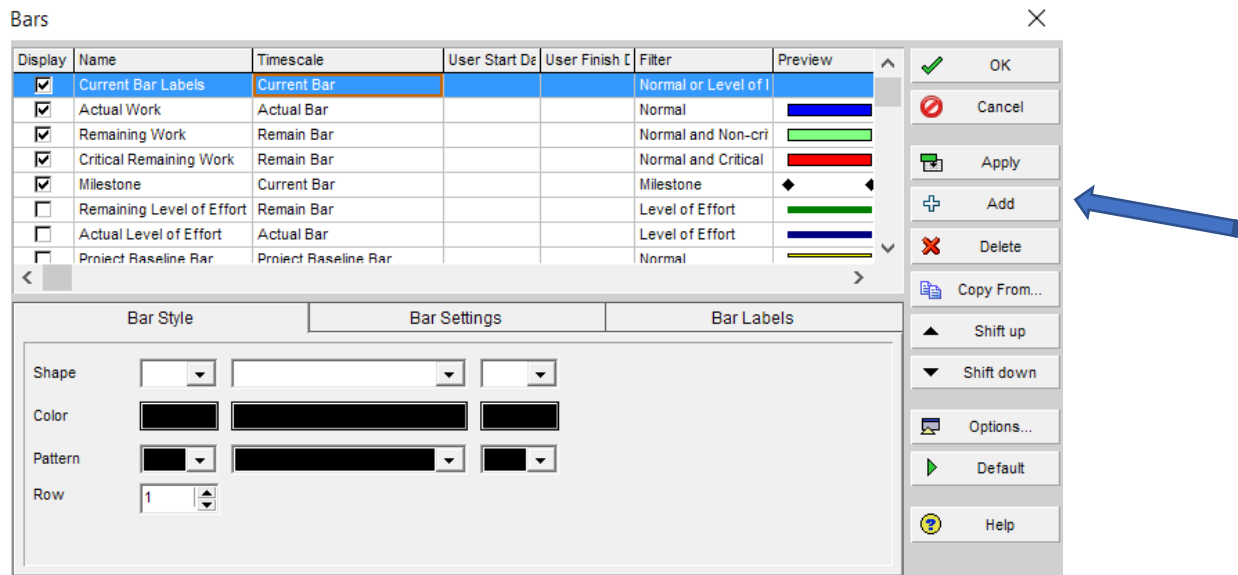 Bars
Display Name Timescale User Start Da User Finish D Filter Preview
Current Bar Labels Current Bar Normal or Level of I
Actual Work Actual Bar Normal
Remaining Work Remain Bar Normal and Non-cri
Critical Remaining Work Remain Bar Normal and Critical
Milestone Current Bar Milestone
Remaining Level of Effort Remain Bar Level of Effort
Actual Level of Effort Actual Bar Level of Effort
Project Baseline Bar Project Baseline Bar Normal
OK
Cancel
Apply
Add
Delete
Copy From...
Shift up
Shift down
Options...
Default
Help
Bar Style Bar Settings Bar Labels
Shape
Color
Pattern
Row 1